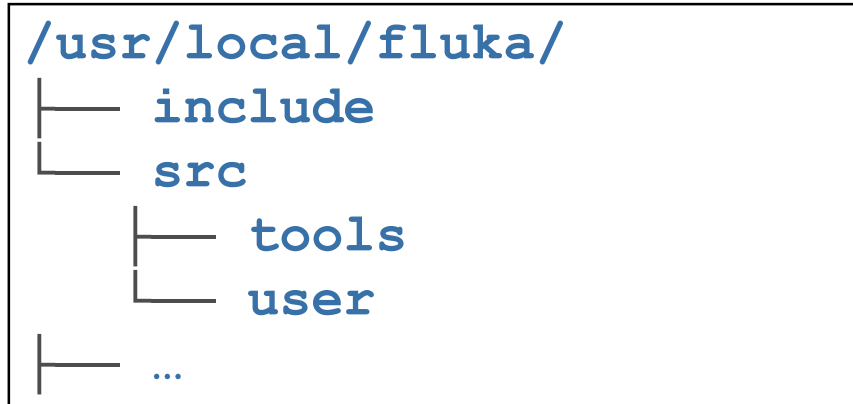 /usr/local/fluka/
├── include
└── src
    ├── tools
    └── user
├── …